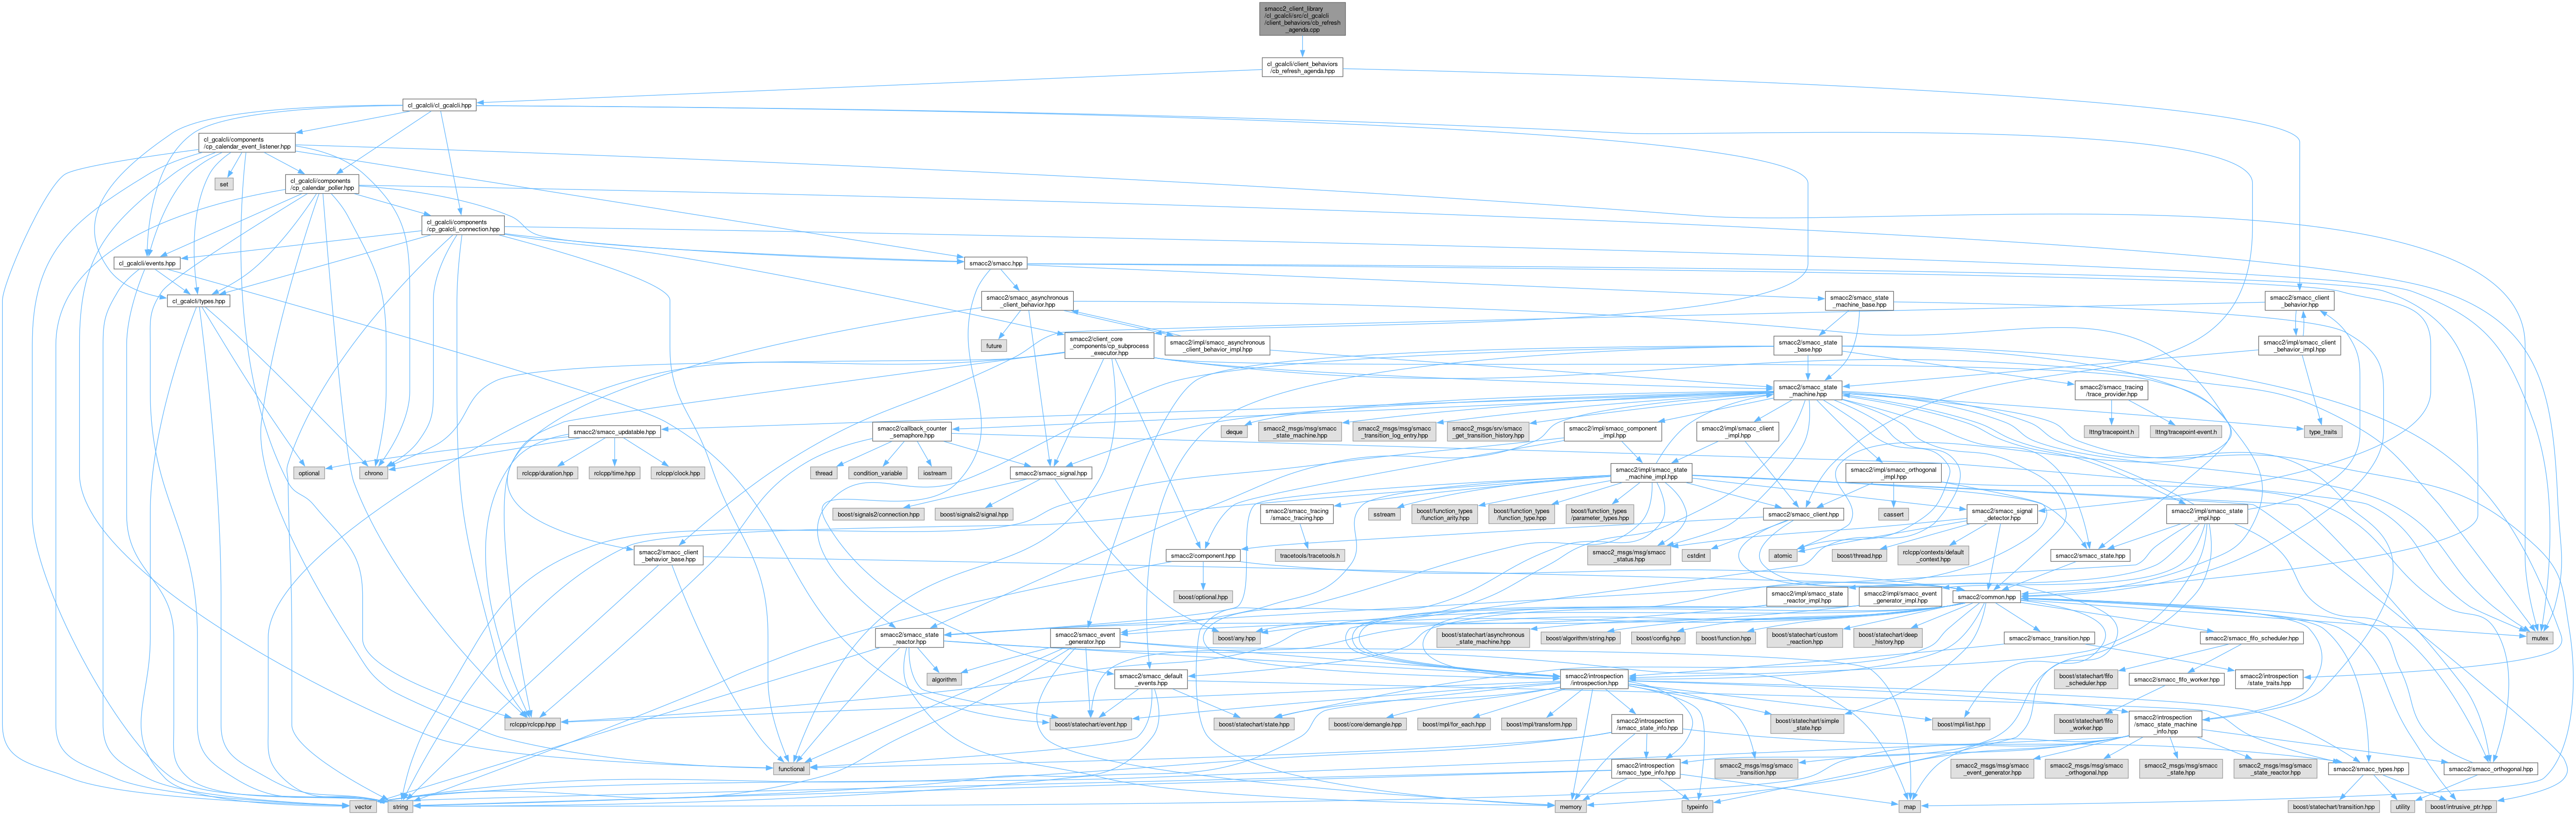 smacc2_client_library
/cl_gcalcli/src/cl_gcalcli
/client_behaviors/cb_refresh
_agenda.cpp
cl_gcalcli/client_behaviors
/cb_refresh_agenda.hpp
cl_gcalcli/cl_gcalcli.hpp
cl_gcalcli/components
/cp_calendar_event_listener.hpp
set
cl_gcalcli/components
/cp_calendar_poller.hpp
cl_gcalcli/components
/cp_gcalcli_connection.hpp
cl_gcalcli/events.hpp
smacc2/smacc.hpp
cl_gcalcli/types.hpp
smacc2/smacc_asynchronous
_client_behavior.hpp
smacc2/smacc_state
_machine_base.hpp
smacc2/smacc_client
_behavior.hpp
future
smacc2/client_core
_components/cp_subprocess
_executor.hpp
smacc2/impl/smacc_asynchronous
_client_behavior_impl.hpp
smacc2/smacc_state
_base.hpp
smacc2/impl/smacc_client
_behavior_impl.hpp
smacc2/smacc_state
_machine.hpp
smacc2/smacc_tracing
/trace_provider.hpp
smacc2/smacc_updatable.hpp
smacc2/callback_counter
_semaphore.hpp
deque
smacc2_msgs/msg/smacc
_state_machine.hpp
smacc2_msgs/msg/smacc
_transition_log_entry.hpp
smacc2_msgs/srv/smacc
_get_transition_history.hpp
smacc2/impl/smacc_component
_impl.hpp
smacc2/impl/smacc_client
_impl.hpp
lttng/tracepoint.h
lttng/tracepoint-event.h
type_traits
optional
chrono
rclcpp/duration.hpp
rclcpp/time.hpp
rclcpp/clock.hpp
thread
condition_variable
iostream
smacc2/smacc_signal.hpp
smacc2/impl/smacc_state
_machine_impl.hpp
smacc2/impl/smacc_orthogonal
_impl.hpp
boost/signals2/connection.hpp
boost/signals2/signal.hpp
smacc2/smacc_tracing
/smacc_tracing.hpp
sstream
boost/function_types
/function_arity.hpp
boost/function_types
/function_type.hpp
boost/function_types
/parameter_types.hpp
smacc2/smacc_client.hpp
cassert
smacc2/smacc_signal
_detector.hpp
smacc2/impl/smacc_state
_impl.hpp
smacc2/smacc_client
_behavior_base.hpp
smacc2/component.hpp
tracetools/tracetools.h
smacc2_msgs/msg/smacc
_status.hpp
cstdint
atomic
boost/thread.hpp
rclcpp/contexts/default
_context.hpp
smacc2/smacc_state.hpp
boost/optional.hpp
smacc2/impl/smacc_state
_reactor_impl.hpp
smacc2/impl/smacc_event
_generator_impl.hpp
smacc2/common.hpp
smacc2/smacc_state
_reactor.hpp
smacc2/smacc_event
_generator.hpp
boost/any.hpp
boost/statechart/asynchronous
_state_machine.hpp
boost/algorithm/string.hpp
boost/config.hpp
boost/function.hpp
boost/statechart/custom
_reaction.hpp
boost/statechart/deep
_history.hpp
smacc2/smacc_transition.hpp
smacc2/smacc_fifo_scheduler.hpp
mutex
algorithm
smacc2/smacc_default
_events.hpp
smacc2/introspection
/introspection.hpp
boost/statechart/fifo
_scheduler.hpp
smacc2/smacc_fifo_worker.hpp
smacc2/introspection
/state_traits.hpp
rclcpp/rclcpp.hpp
boost/statechart/event.hpp
boost/statechart/state.hpp
boost/core/demangle.hpp
boost/mpl/for_each.hpp
boost/mpl/transform.hpp
smacc2/introspection
/smacc_state_info.hpp
boost/statechart/simple
_state.hpp
boost/mpl/list.hpp
boost/statechart/fifo
_worker.hpp
smacc2/introspection
/smacc_state_machine
_info.hpp
functional
smacc2/introspection
/smacc_type_info.hpp
smacc2_msgs/msg/smacc
_transition.hpp
smacc2_msgs/msg/smacc
_event_generator.hpp
smacc2_msgs/msg/smacc
_orthogonal.hpp
smacc2_msgs/msg/smacc
_state.hpp
smacc2_msgs/msg/smacc
_state_reactor.hpp
smacc2/smacc_types.hpp
smacc2/smacc_orthogonal.hpp
vector
string
memory
typeinfo
map
boost/statechart/transition.hpp
utility
boost/intrusive_ptr.hpp